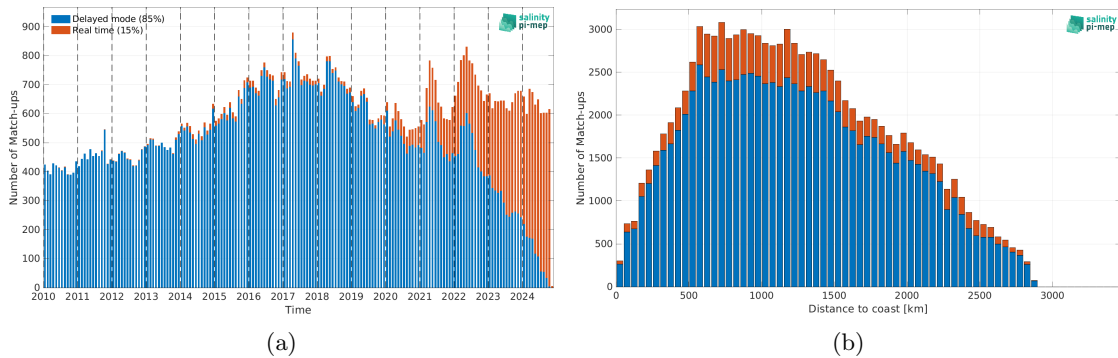 Delayed mode (85%)
Real time (15%)
salinity
pi-mep
900
800
700
600
500
400
300
200
100
0
Number of Match-ups
2010 2011 2012 2013 2014 2015 2016 2017 2018 2019 2020 2021 2022 2023 2024
Time
(a)
salinity
pi-mep
3000
2500
2000
1500
1000
500
0
Number of Match-ups
0 500 1000 1500 2000 2500 3000
Distance to coast [km]
(b)